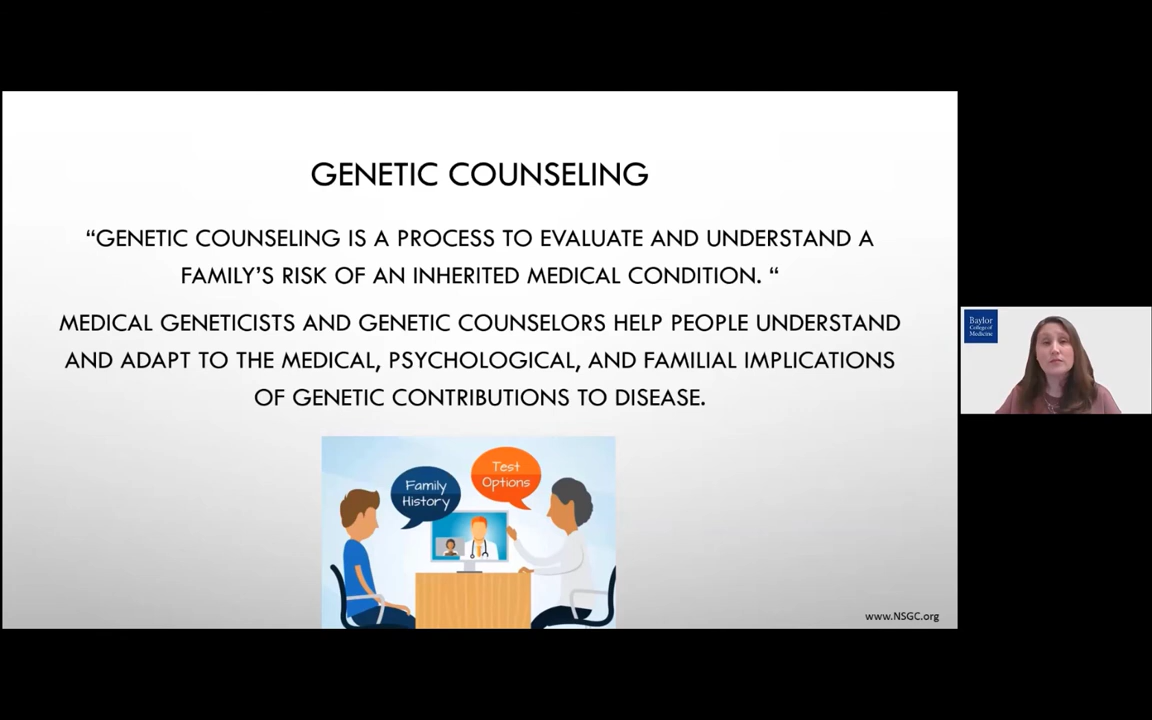 GENETIC COUNSELING
“GENETIC COUNSELING IS A PROCESS TO EVALUATE AND UNDERSTAND A
FAMILY’S RISK OF AN INHERITED MEDICAL CONDITION. “
MEDICAL GENETICISTS AND GENETIC COUNSELORS HELP PEOPLE UNDERSTAND
AND ADAPT TO THE MEDICAL, PSYCHOLOGICAL, AND FAMILIAL IMPLICATIONS
OF GENETIC CONTRIBUTIONS TO DISEASE.
Family
History
Test
Options
www.NSGC.org
Baylor
College of
Medicine